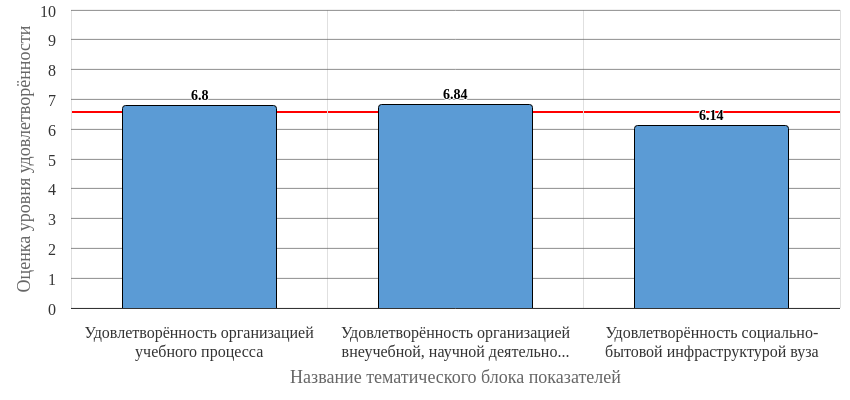 Оценка уровня удовлетворённости
10
9
8
7
6
5
4
3
2
1
0
6.8
6.84
6.14
Удовлетворённость организацией
учебного процесса
Удовлетворённость организацией
внеучебной, научной деятельно...
Удовлетворённость социально-
бытовой инфраструктурой вуза
Название тематического блока показателей